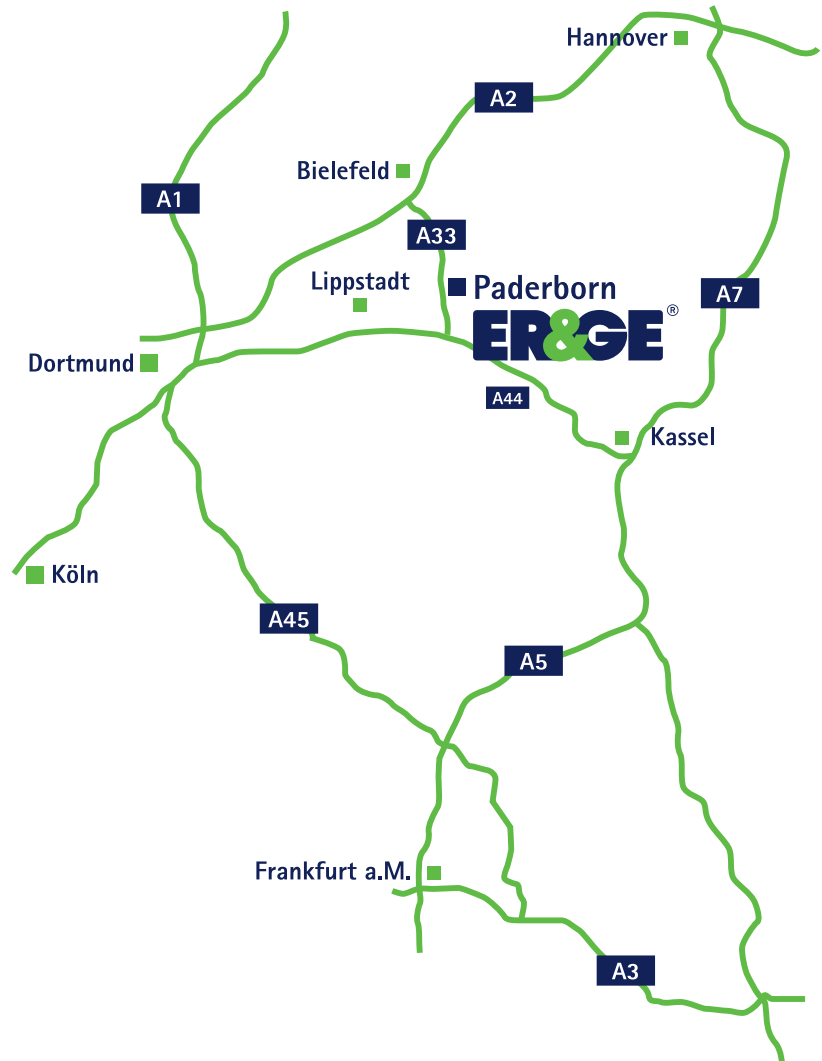 Hannover
A2
Bielefeld
A1
A33
Lippstadt
Paderborn
A7
ER&GE®
Dortmund
A44
Kassel
Köln
A45
A5
Frankfurt a.M.
A3